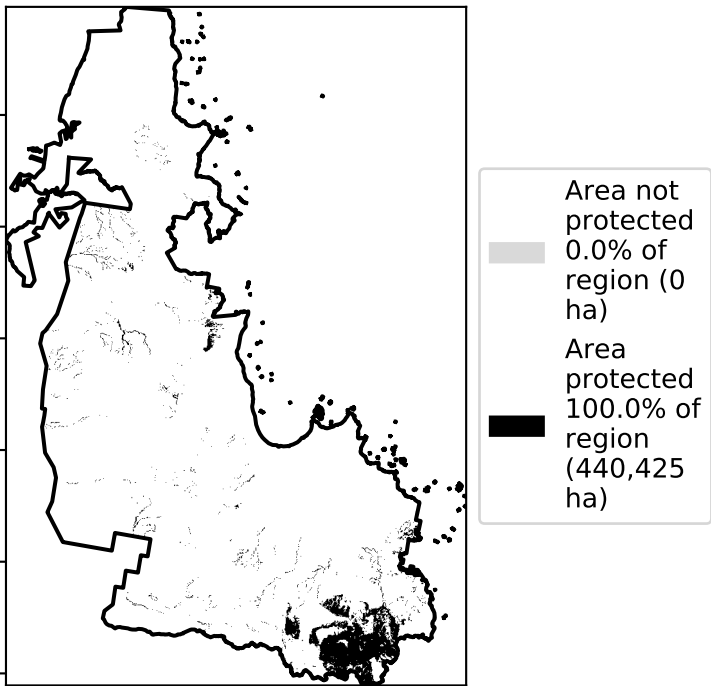 Area not
protected
0.0% of
region (0
ha)
Area
protected
100.0% of
region
(440,425
ha)